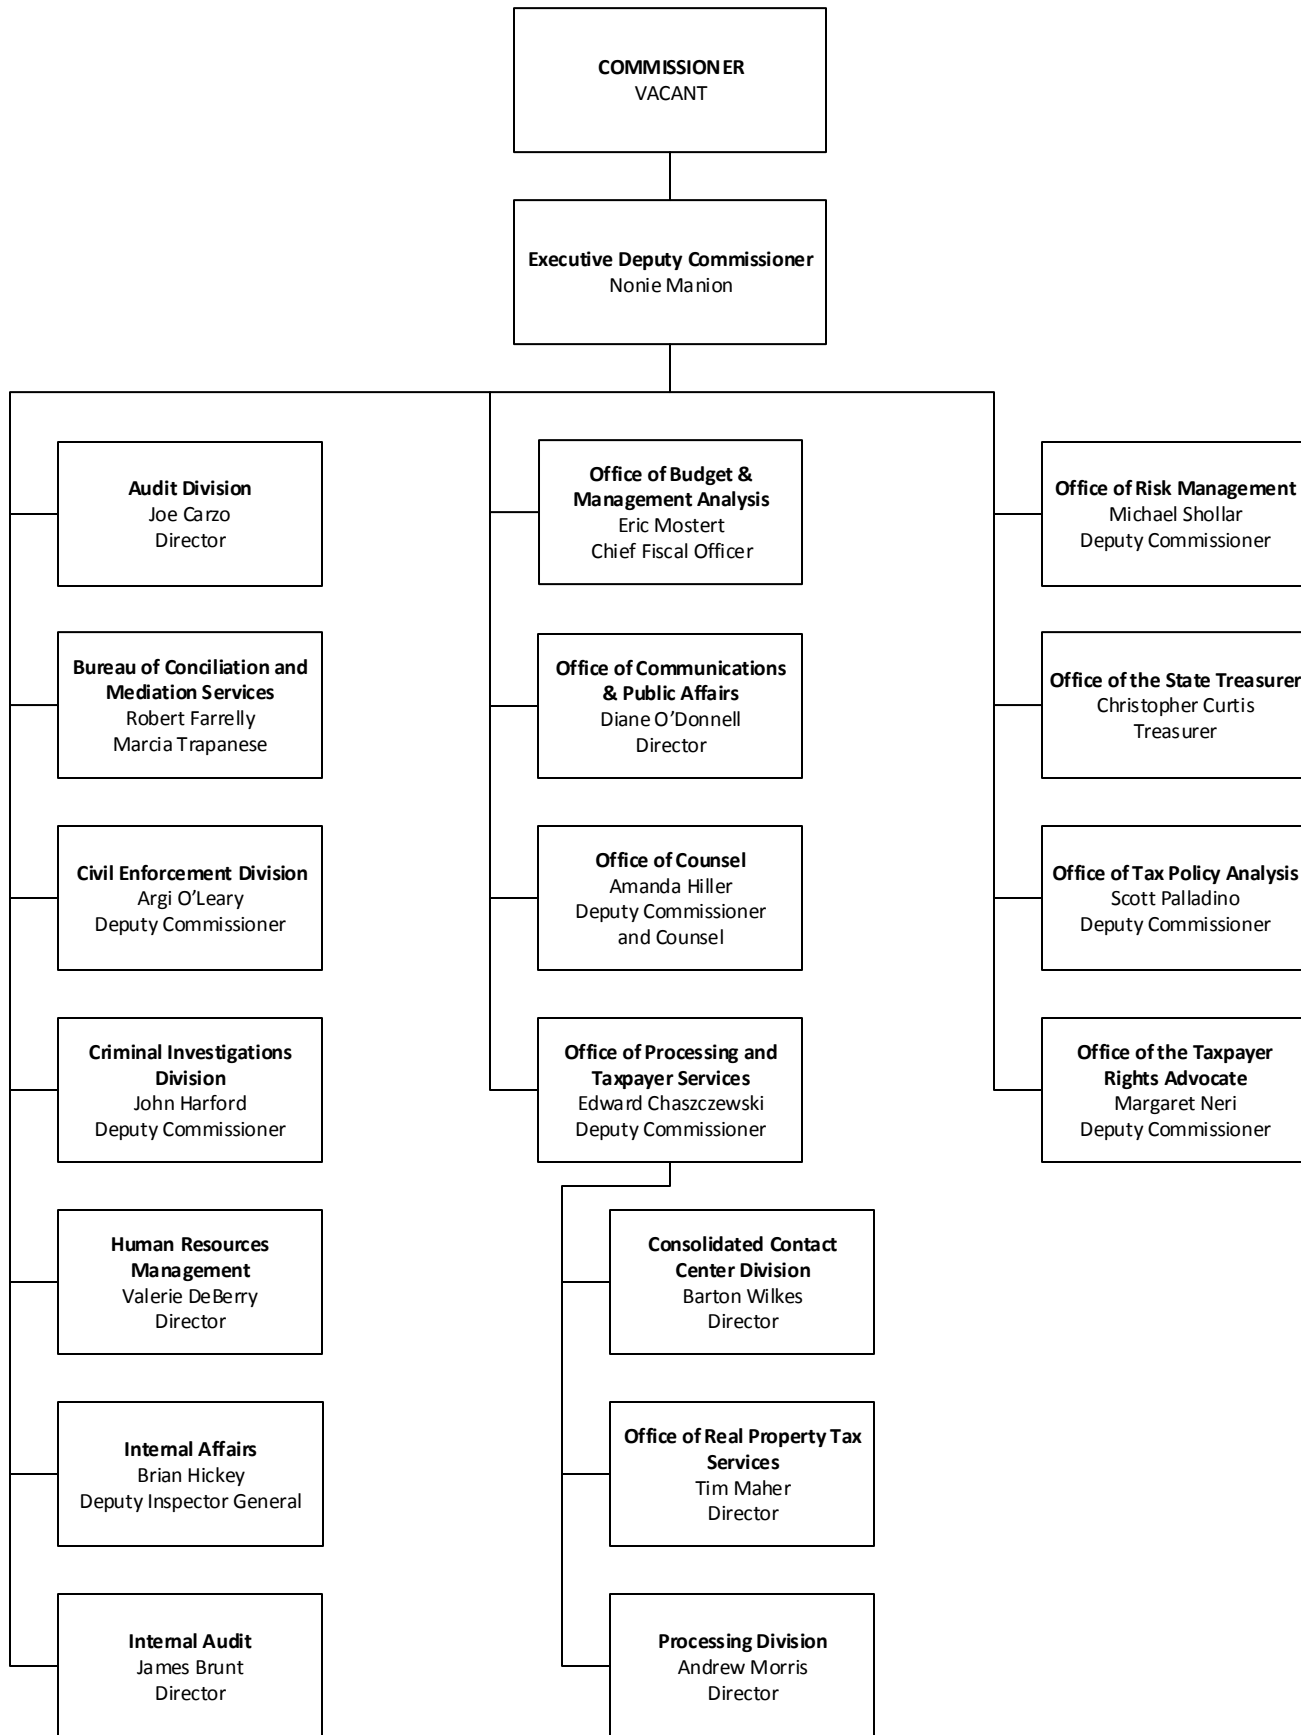 COMMISSIONER
VACANT
Executive Deputy Commissioner
Nonie Manion
Audit Division
Joe Carzo
Director
Bureau of Conciliation and
Mediation Services
Robert Farrelly
Marcia Trapanese
Civil Enforcement Division
Argi O’Leary
Deputy Commissioner
Criminal Investigations
Division
John Harford
Deputy Commissioner
Human Resources
Management
Valerie DeBerry
Director
Internal Affairs
Brian Hickey
Deputy Inspector General
Internal Audit
James Brunt
Director
Office of Budget &
Management Analysis
Eric Mostert
Chief Fiscal Officer
Office of Communications
& Public Affairs
Diane O’Donnell
Director
Office of Counsel
Amanda Hiller
Deputy Commissioner
and Counsel
Office of Processing and
Taxpayer Services
Edward Chaszczewski
Deputy Commissioner
Consolidated Contact
Center Division
Barton Wilkes
Director
Office of Real Property Tax
Services
Tim Maher
Director
Processing Division
Andrew Morris
Director
Office of Risk Management
Michael Shollar
Deputy Commissioner
Office of the State Treasurer
Christopher Curtis
Treasurer
Office of Tax Policy Analysis
Scott Palladino
Deputy Commissioner
Office of the Taxpayer
Rights Advocate
Margaret Neri
Deputy Commissioner